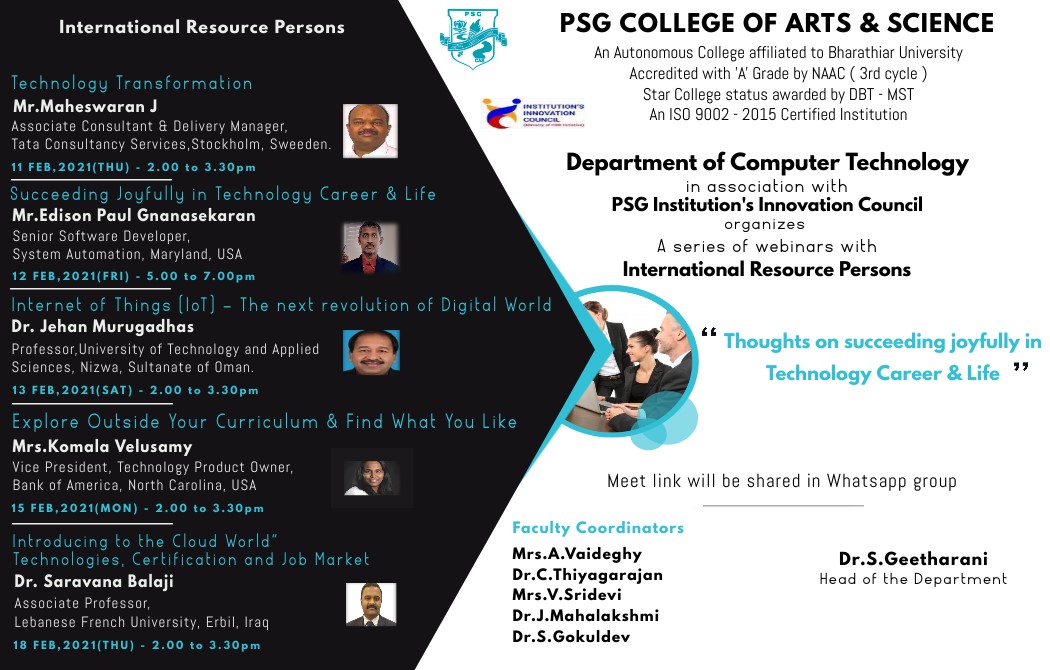 International Resource Persons
Technology Transformation
Mr.Maheswaran J
Associate Consultant & Delivery Manager,
Tata Consultancy Services,Stockholm, Sweeden.
11 FEB,2021(THU) - 2.00 to 3.30pm
Succeeding Joyfully in Technology Career & Life
Mr.Edison Paul Gnanasekaran
Senior Software Developer,
System Automation, Maryland, USA
12 FEB,2021(FRI) - 5.00 to 7.00pm
Internet of Things (IoT) – The next revolution of Digital World
Dr. Jehan Murugadhas
Professor,University of Technology and Applied
Sciences, Nizwa, Sultanate of Oman.
13 FEB,2021(SAT) - 2.00 to 3.30pm
Explore Outside Your Curriculum & Find What You Like
Mrs.Komala Velusamy
Vice President, Technology Product Owner,
Bank of America, North Carolina, USA
15 FEB,2021(MON) - 2.00 to 3.30pm
Introducing to the Cloud World”
Technologies, Certification and Job Market
Dr. Saravana Balaji
Associate Professor,
Lebanese French University, Erbil, Iraq
18 FEB,2021(THU) - 2.00 to 3.30pm
PSG
PSG COLLEGE OF ARTS & SCIENCE
An Autonomous College affiliated to Bharathiar University
Accredited with 'A' Grade by NAAC ( 3rd cycle )
Star College status awarded by DBT - MST
An ISO 9002 - 2015 Certified Institution
INSTITUTION'S
INNOVATION
COUNCIL
Department of Computer Technology
in association with
PSG Institution's Innovation Council
organizes
A series of webinars with
International Resource Persons
“ Thoughts on succeeding joyfully in
Technology Career & Life ”
Meet link will be shared in Whatsapp group
Faculty Coordinators
Mrs.A.Vaideghy
Dr.C.Thiyagarajan
Mrs.V.Sridevi
Dr.J.Mahalakshmi
Dr.S.Gokuldev
Dr.S.Geetharani
Head of the Department